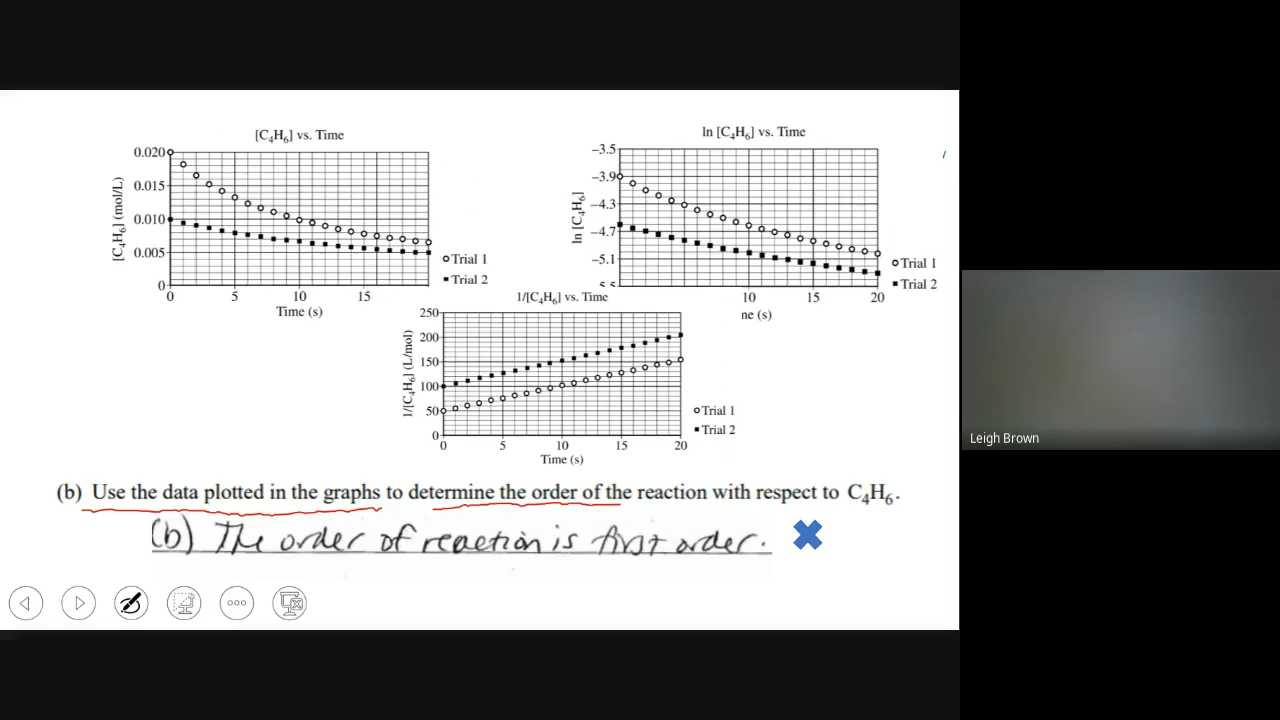 [C₄H₆] vs. Time
0.020
0.015
0.010
0.005
0
[C₄H₆] (mol/L)
0 5 10 15
Time (s)
Trial 1
Trial 2
ln [C₄H₆] vs. Time
−3.5
−3.9
−4.3
−4.7
−5.1
ln [C₄H₆]
10 15 20
ne (s)
Trial 1
Trial 2
1/[C₄H₆] vs. Time
250
200
150
100
50
0
1/[C₄H₆] (L/mol)
0 5 10 15 20
Time (s)
Trial 1
Trial 2
(b) Use the data plotted in the graphs to determine the order of the reaction with respect to C₄H₆.
(b) The order of reaction is first order.
Leigh Brown